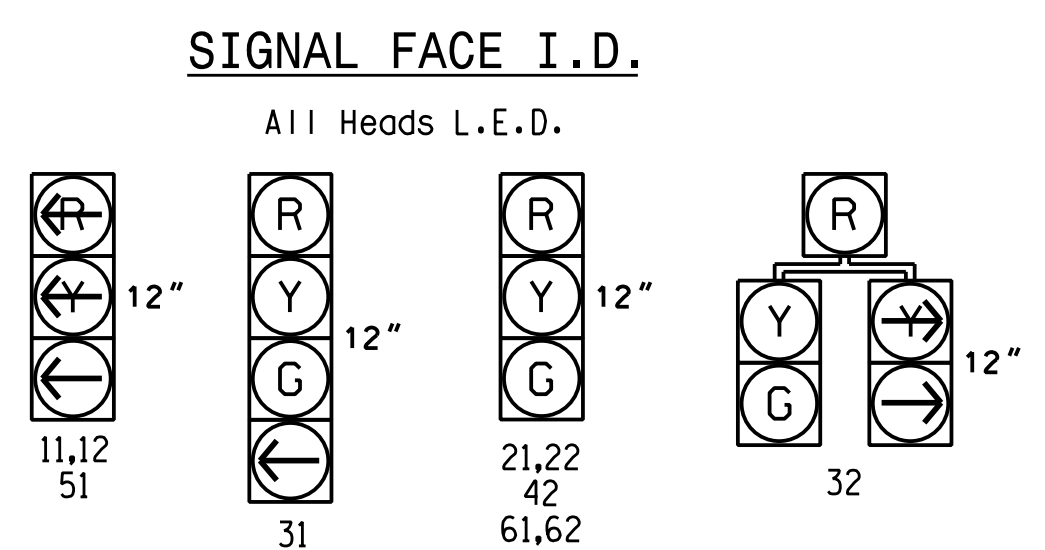 SIGNAL FACE I.D.
All Heads L.E.D.
R
Y
12"
11,12
51
R
Y
G
12"
31
R
Y
G
12"
21,22
42
61,62
R
Y
Y
G
12"
32